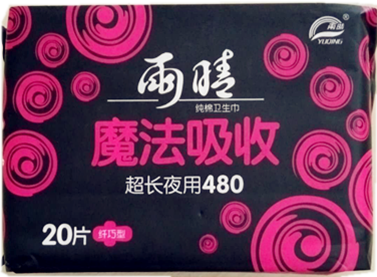 YUQING
雨晴
纯棉卫生巾
魔法吸收
超长夜用480
20片 纤巧型